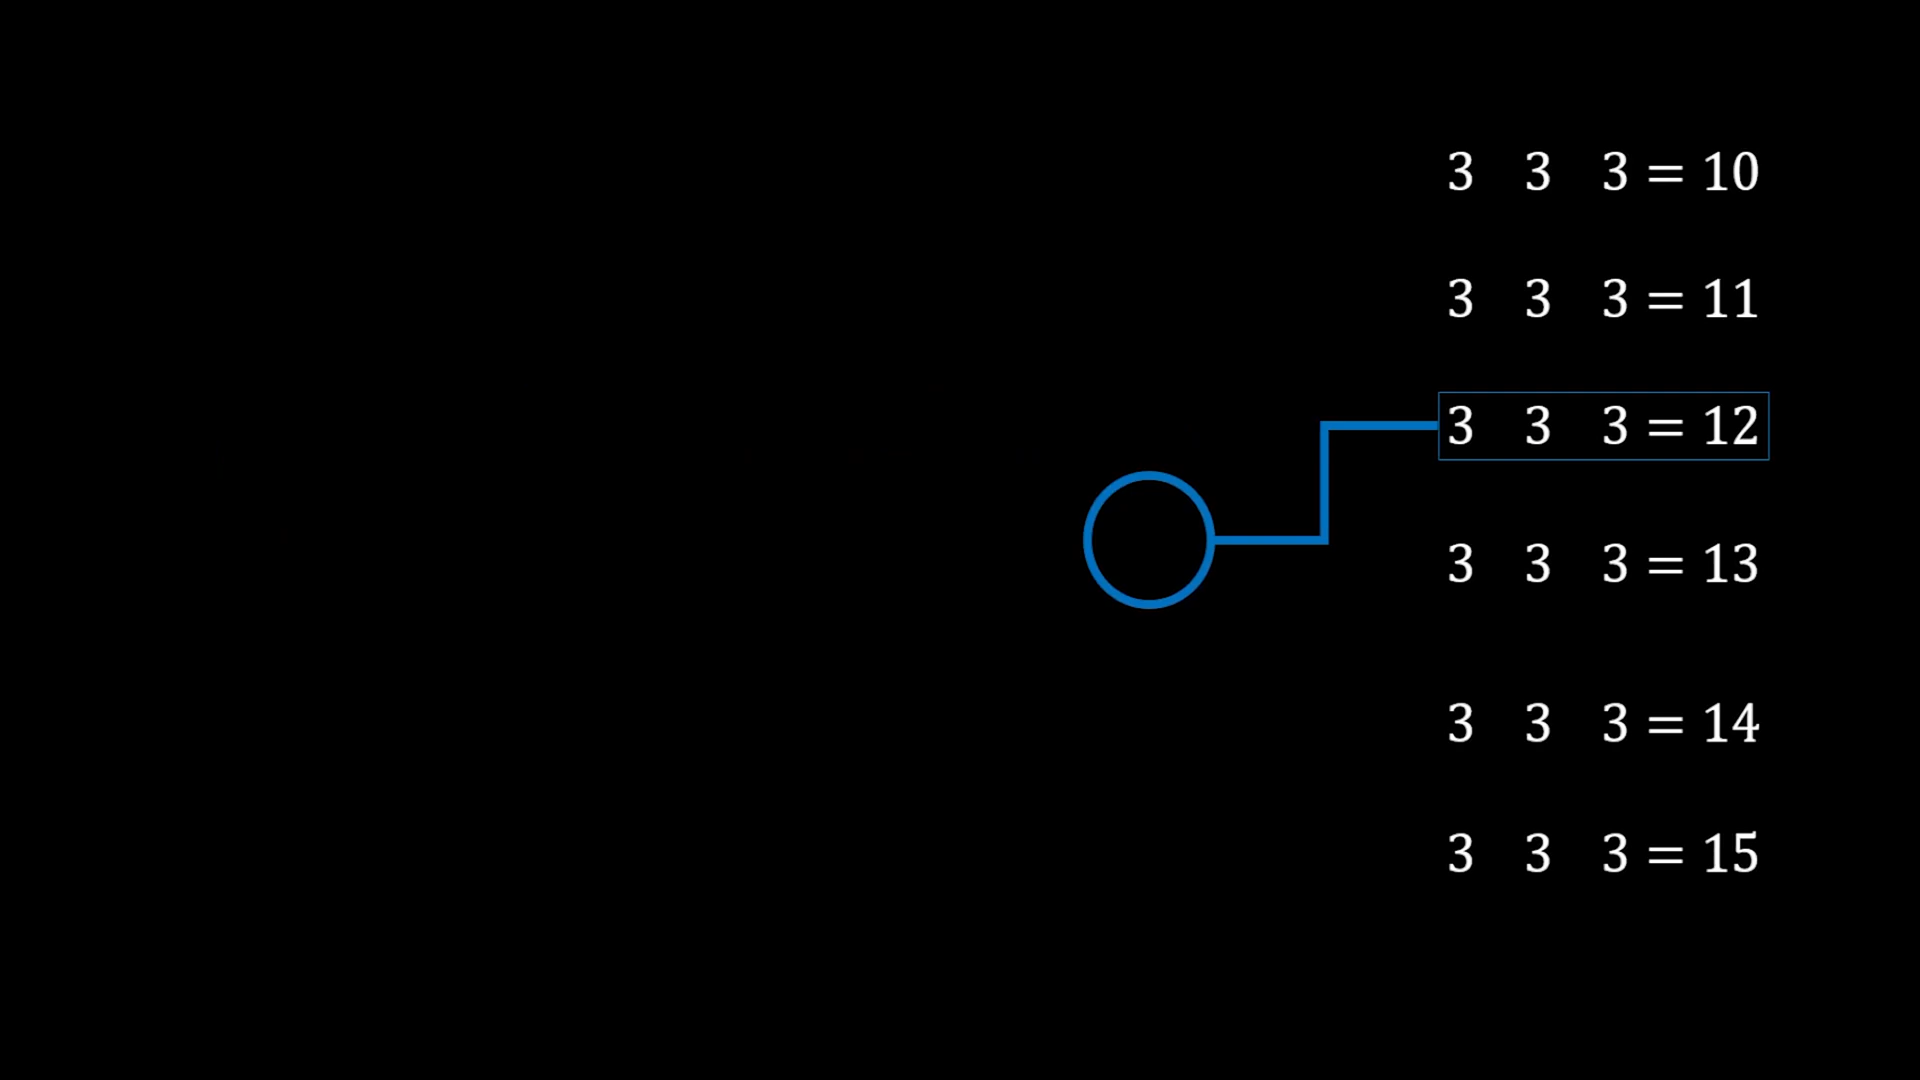 3 3 3 = 10
3 3 3 = 11
3 3 3 = 12
3 3 3 = 13
3 3 3 = 14
3 3 3 = 15